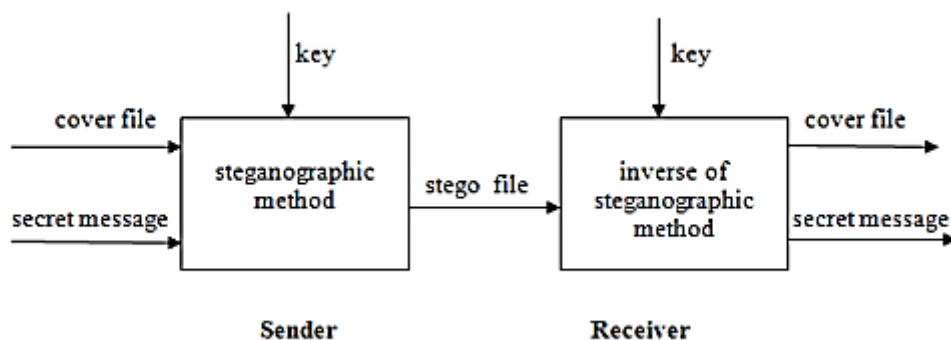 key
key
cover file
cover file
steganographic
method
stego file
inverse of
steganographic
method
secret message
secret message
Sender
Receiver